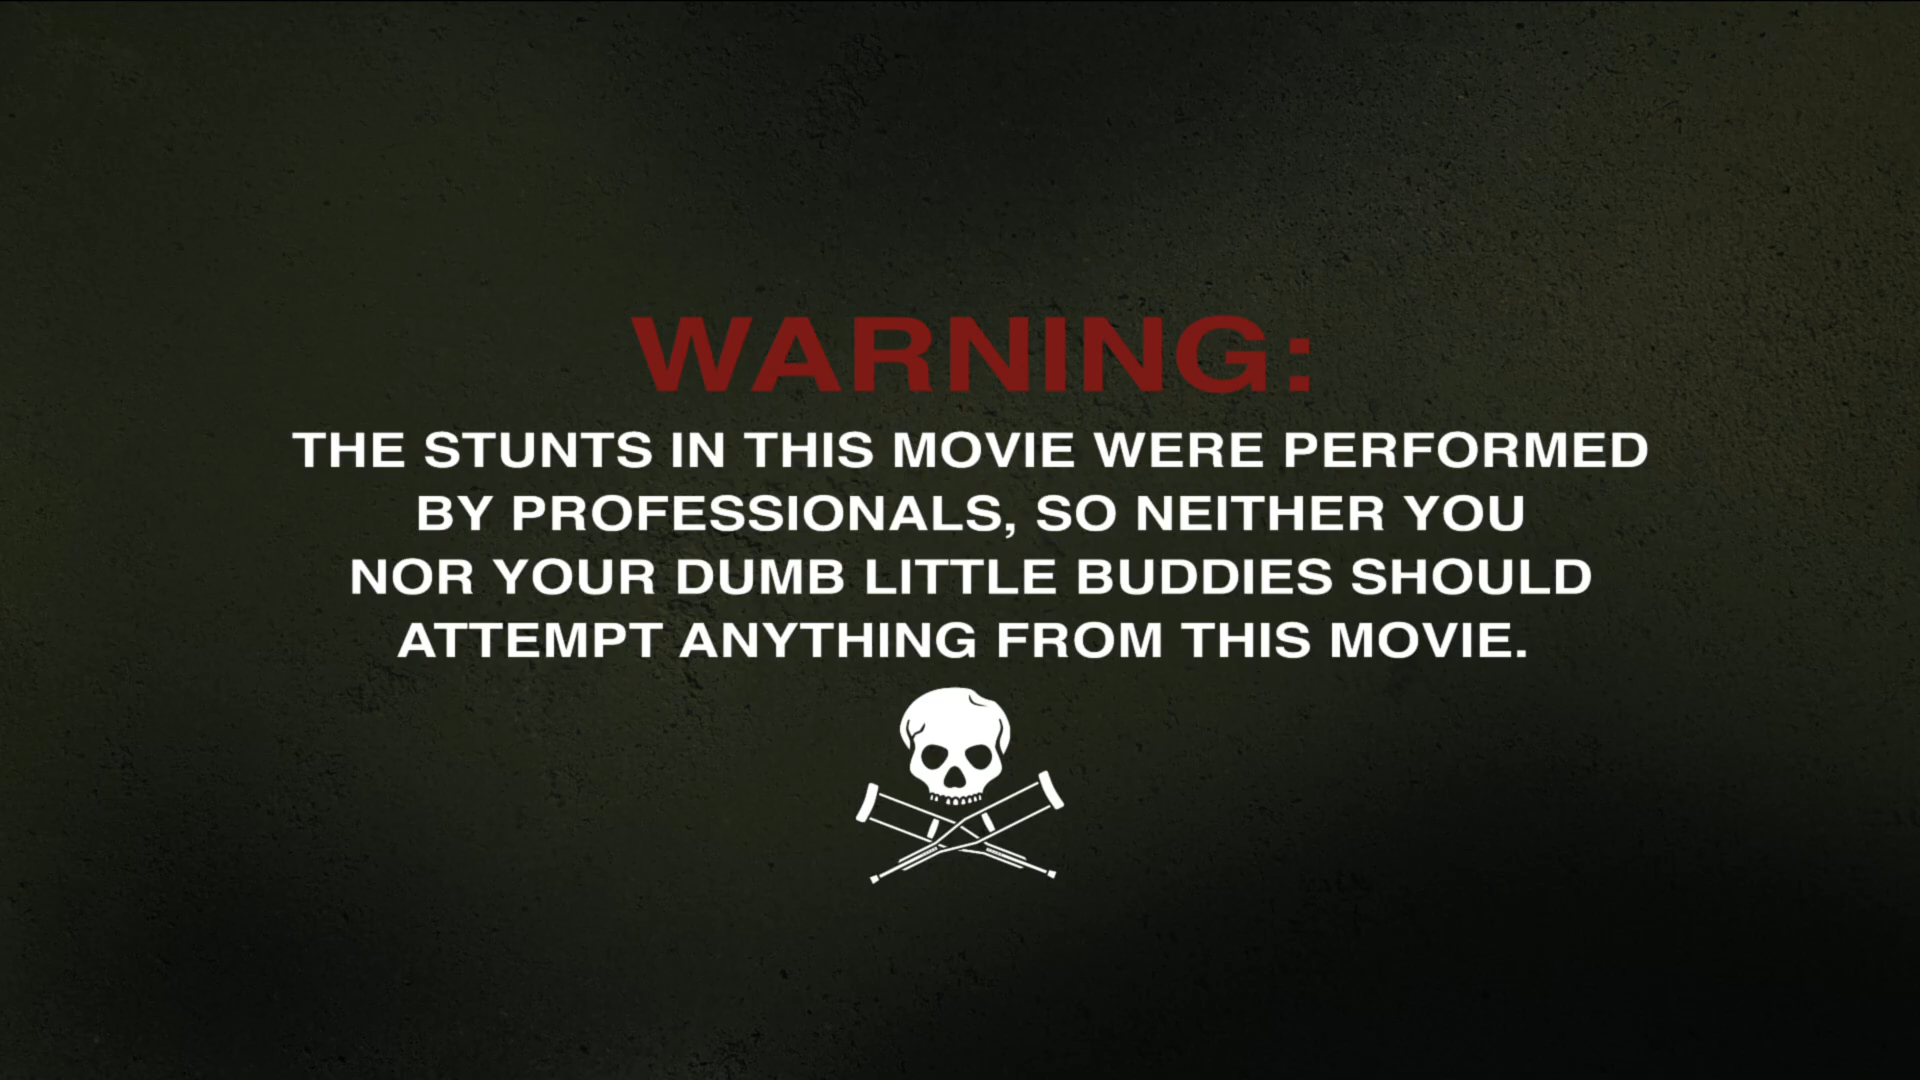 WARNING:
THE STUNTS IN THIS MOVIE WERE PERFORMED
BY PROFESSIONALS, SO NEITHER YOU
NOR YOUR DUMB LITTLE BUDDIES SHOULD
ATTEMPT ANYTHING FROM THIS MOVIE.